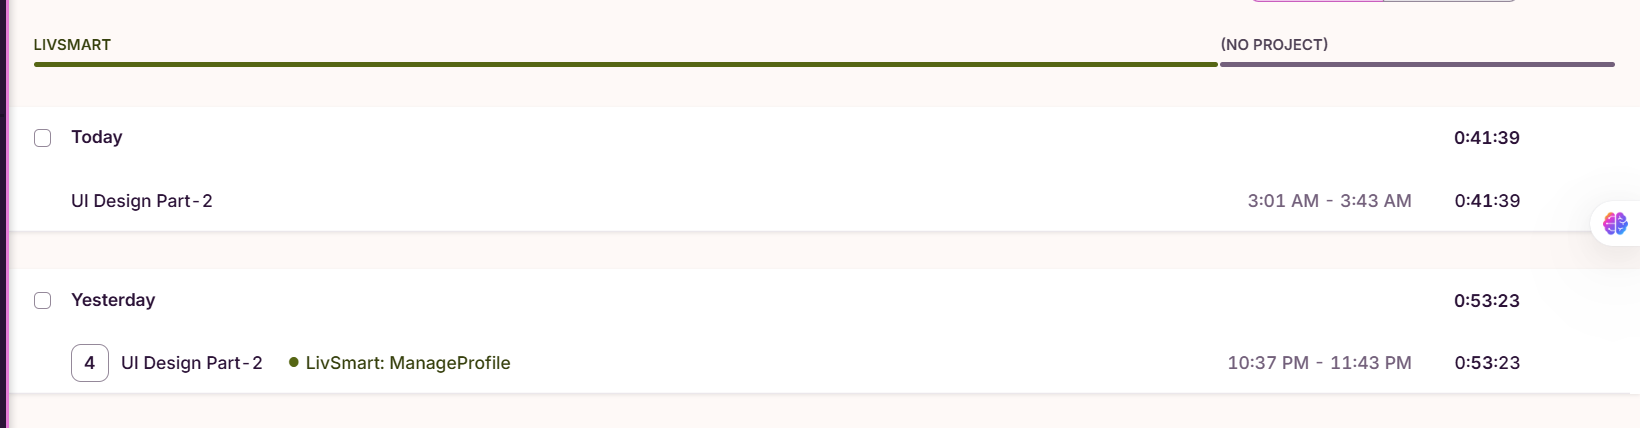 LIVSMART (NO PROJECT)
Today 0:41:39
UI Design Part-2 3:01 AM - 3:43 AM 0:41:39
Yesterday 0:53:23
4 UI Design Part-2 LivSmart: ManageProfile 10:37 PM - 11:43 PM 0:53:23